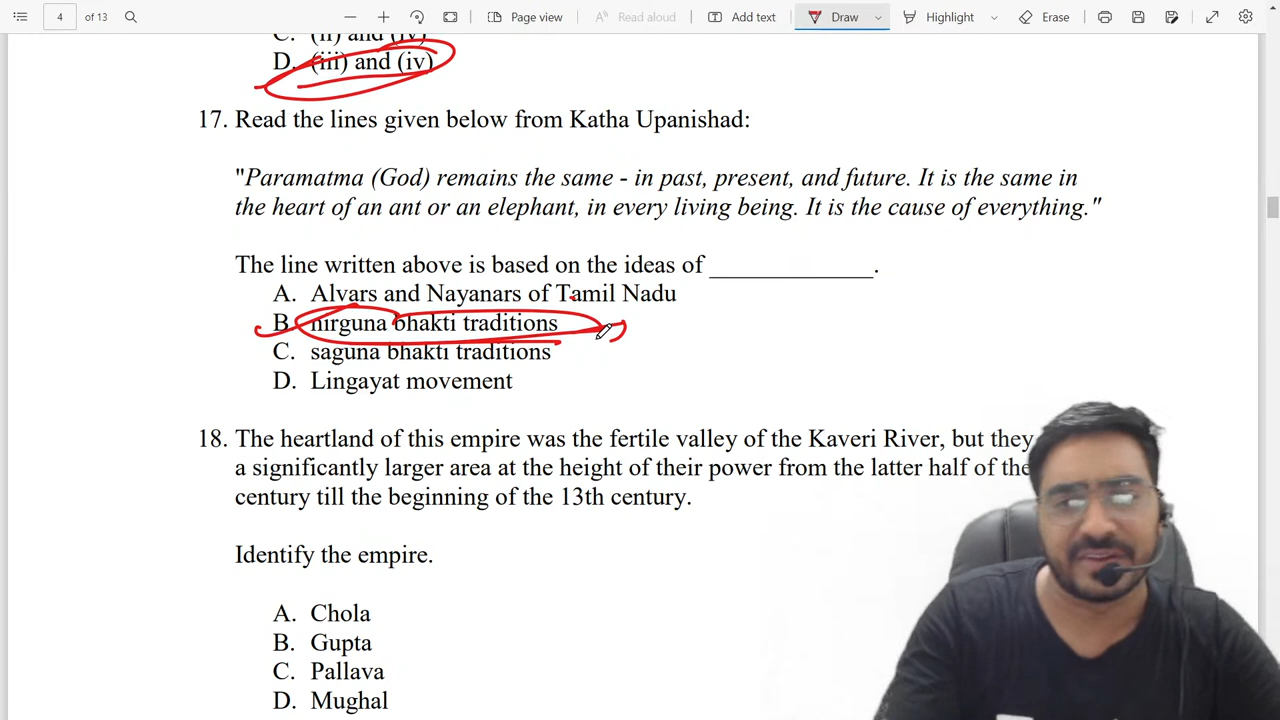 4 of 13 Page view Read aloud Add text Draw Highlight Erase
C. (ii) and (iv)
D. (iii) and (iv)
17. Read the lines given below from Katha Upanishad:
"Paramatma (God) remains the same - in past, present, and future. It is the same in
the heart of an ant or an elephant, in every living being. It is the cause of everything."
The line written above is based on the ideas of _____________.
A. Alvars and Nayanars of Tamil Nadu
B. nirguna bhakti traditions
C. saguna bhakti traditions
D. Lingayat movement
18. The heartland of this empire was the fertile valley of the Kaveri River, but they
a significantly larger area at the height of their power from the latter half of the
century till the beginning of the 13th century.
Identify the empire.
A. Chola
B. Gupta
C. Pallava
D. Mughal